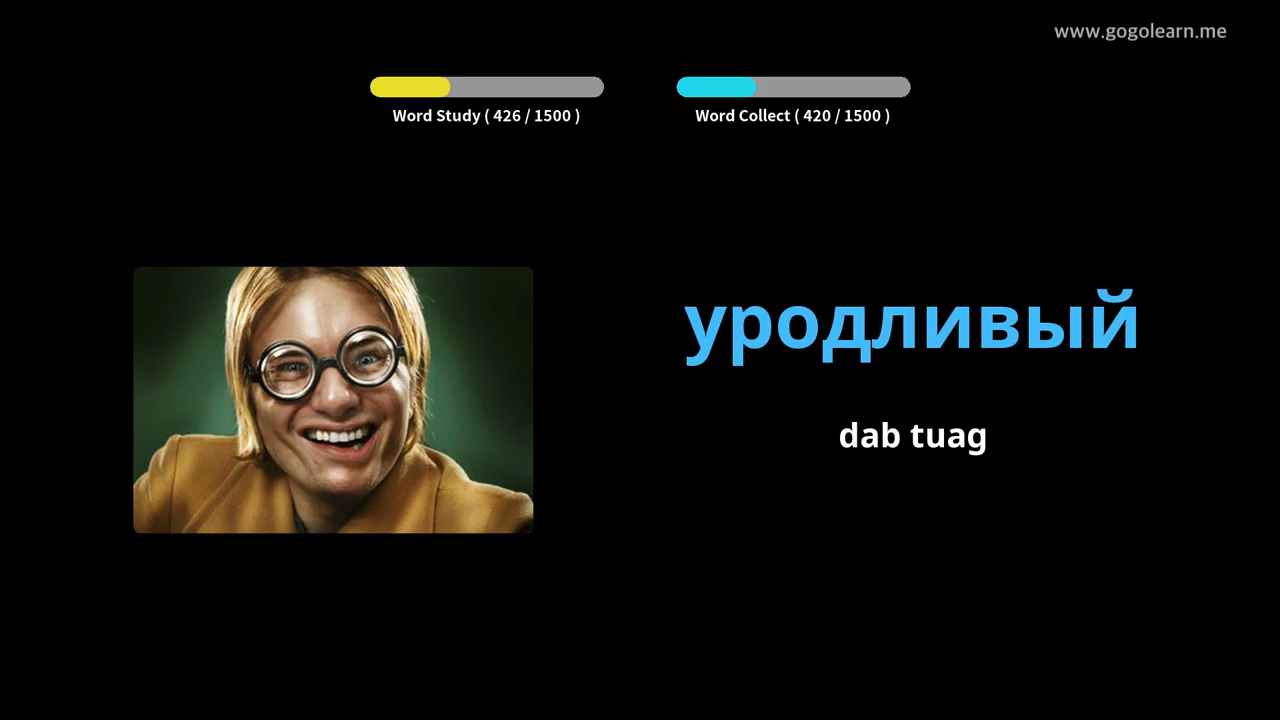 www.gogolearn.me
Word Study ( 426 / 1500 )
Word Collect ( 420 / 1500 )
уродливый
dab tuag